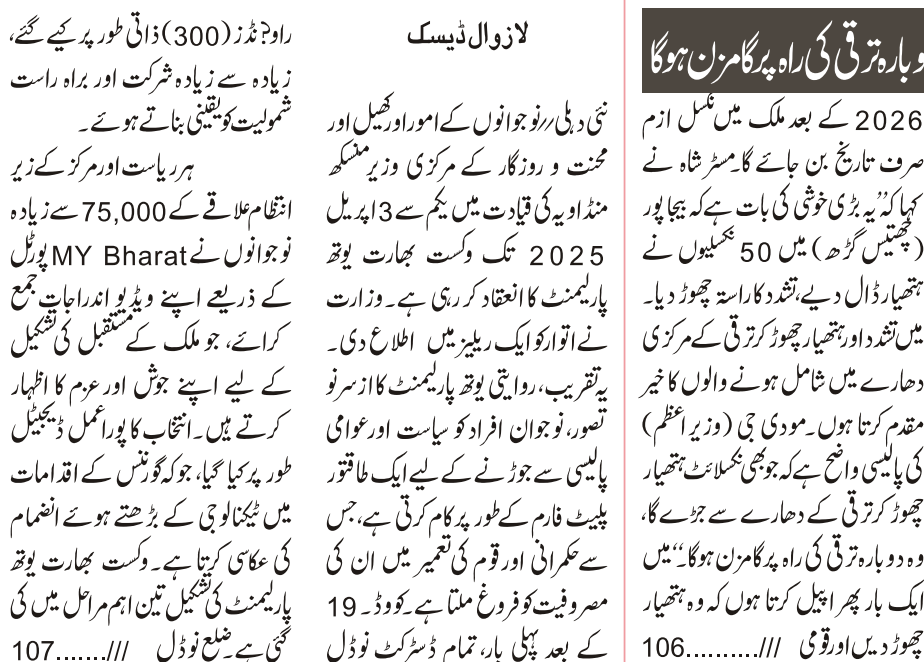 وبارہ ترقی کی راہ پر گامزن ہوگا
2026 کے بعد ملک میں نکسل ازم
صرف تاریخ بن جائے گا۔مسٹر شاہ نے
کہا کہ’’یہ بڑی خوشی کی بات ہے کہ بیجاپور
(چھتیس گڑھ) میں 50 نکسلیوں نے
ہتھیار ڈال دیے،تشدد کا راستہ چھوڑ دیا۔
میں تشدد اور ہتھیار چھوڑ کر ترقی کے مرکزی
دھارے میں شامل ہونے والوں کا خیر
مقدم کرتا ہوں۔مودی جی (وزیر اعظم)
کی پالیسی واضح ہے کہ جو بھی نکسلائٹ ہتھیار
چھوڑ کر ترقی کے دھارے سے جڑے گا،
وہ دوبارہ ترقی کی راہ پر گامزن ہوگا‘‘میں
ایک بار پھر اپیل کرتا ہوں کہ وہ ہتھیار
چھوڑ دیں اور قومی ///..........106
لازوال ڈیسک
نئی دہلی//نوجوانوں کے امور اور کھیل اور
محنت و روزگار کے مرکزی وزیر منسکھ
منڈاویہ کی قیادت میں یکم سے 3 اپریل
2025 تک وکست بھارت یوتھ
پارلیمنٹ کا انعقاد کر رہی ہے۔وزارت
نے اتوار کو ایک ریلیز میں اطلاع دی۔
یہ تقریب، روایتی یوتھ پارلیمنٹ کا از سر نو
تصور، نوجوان افراد کو سیاست اور عوامی
پالیسی سے جوڑنے کے لیے ایک طاقتور
پلیٹ فارم کے طور پر کام کرتی ہے،جس
سے حکمرانی اور قوم کی تعمیر میں ان کی
مصروفیت کو فروغ ملتا ہے۔کووڈ۔19
کے بعد پہلی بار، تمام ڈسٹرکٹ نوڈل
راو?نڈز (300) ذاتی طور پر کیے گئے،
زیادہ سے زیادہ شرکت اور براہ راست
شمولیت کو یقینی بناتے ہوئے۔
ہر ریاست اور مرکز کے زیر
انتظام علاقے کے 75,000 سے زیادہ
نوجوانوں نے MY Bharat پورٹل
کے ذریعے اپنے ویڈیو اندراجات جمع
کرائے، جو ملک کے مستقبل کی تشکیل
کے لیے اپنے جوش اور عزم کا اظہار
کرتے ہیں۔انتخاب کا پورا عمل ڈیجیٹل
طور پر کیا گیا، جو کہ گورننس کے اقدامات
میں ٹیکنالوجی کے بڑھتے ہوئے انضمام
کی عکاسی کرتا ہے۔وکست بھارت یوتھ
پارلیمنٹ کی تشکیل تین اہم مراحل میں کی
گئی ہے۔ضلع نوڈل ///.......107